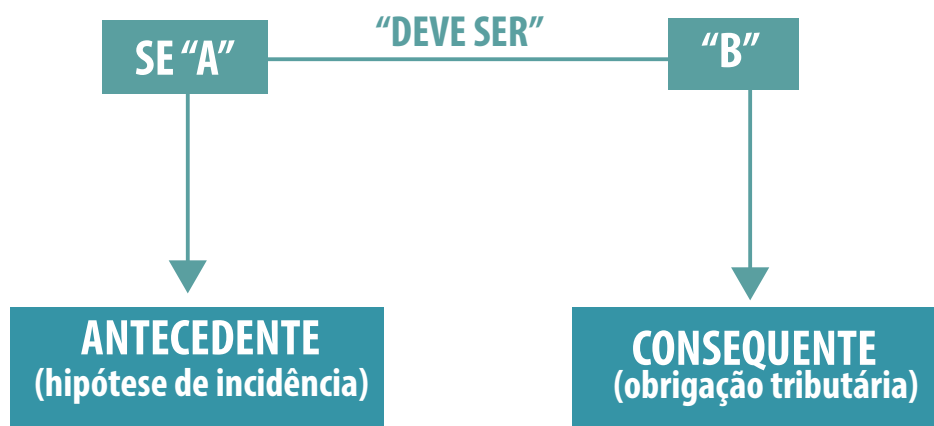 “DEVE SER”
SE “A”
“B”
ANTECEDENTE
(hipótese de incidência)
CONSEQUENTE
(obrigação tributária)